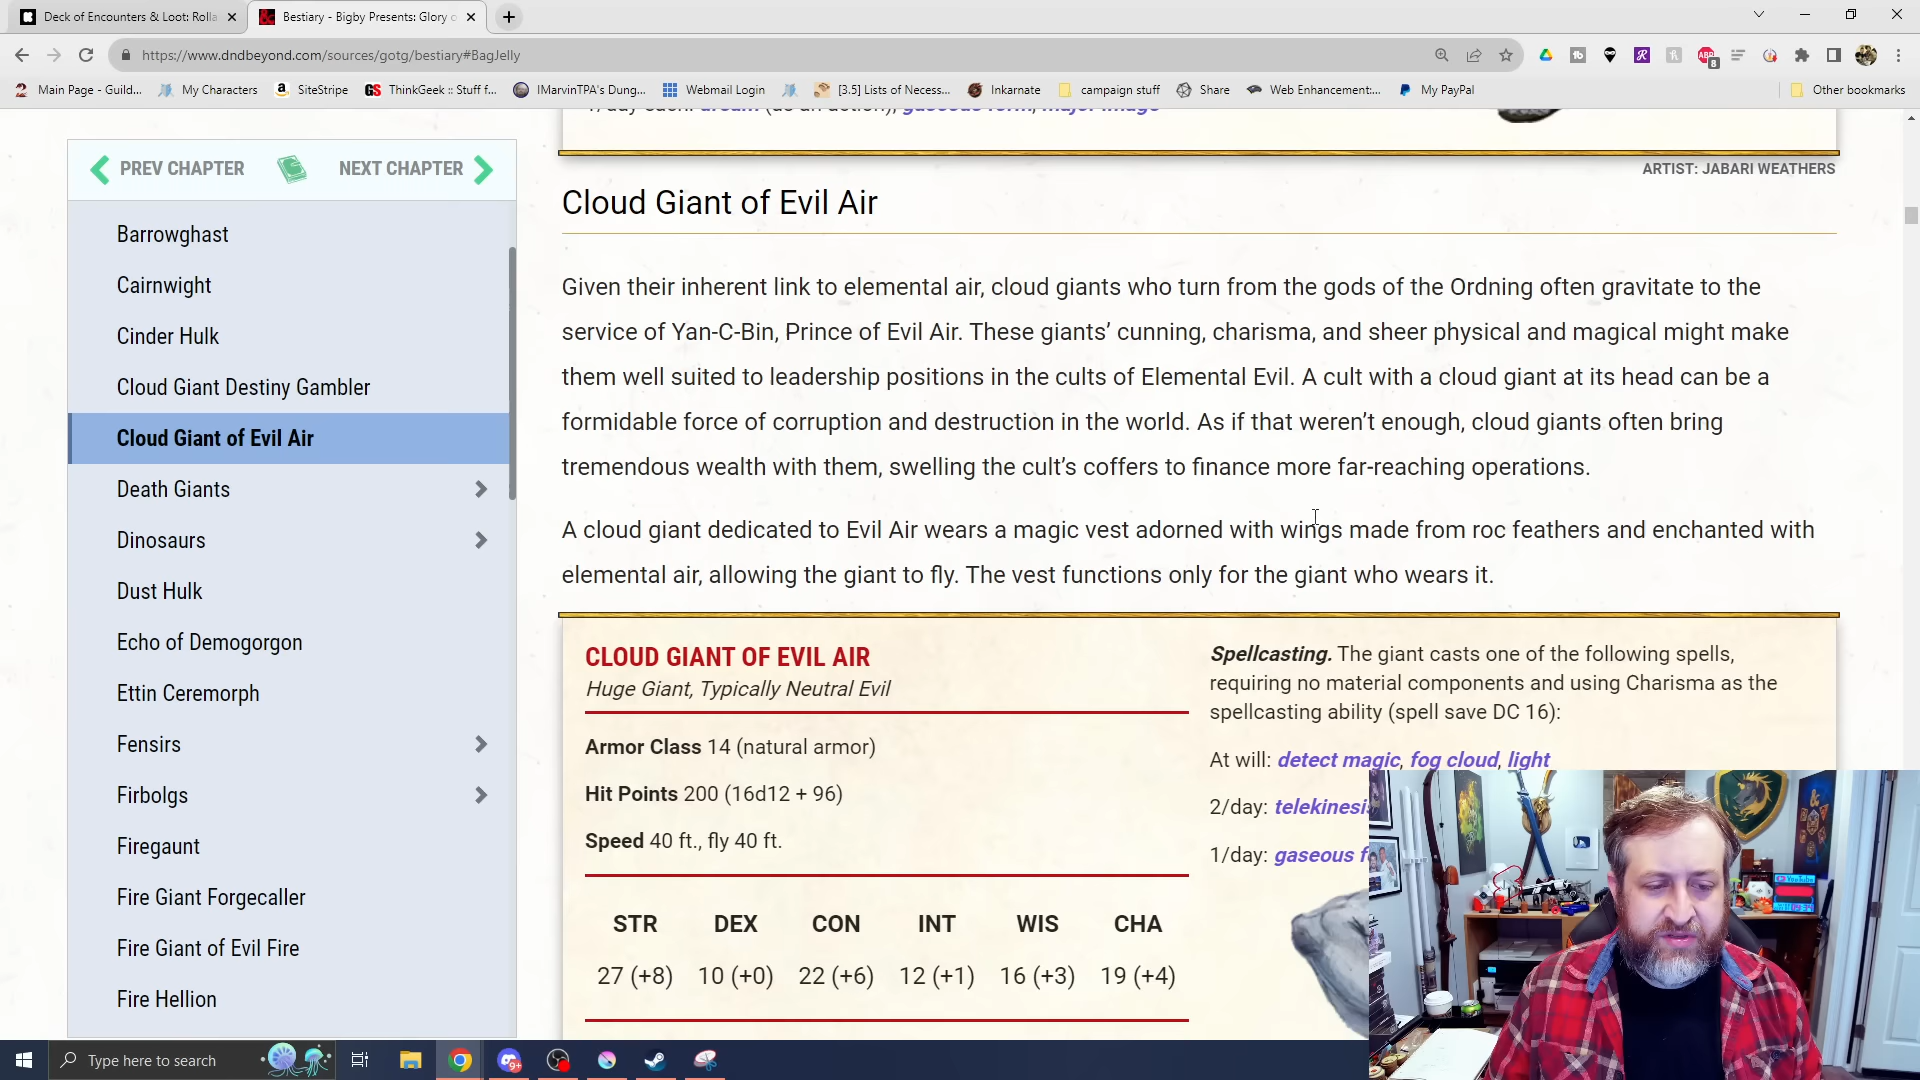 Deck of Encounters & Loot: Rolla
Bestiary - Bigby Presents: Glory o
https://www.dndbeyond.com/sources/gotg/bestiary#BagJelly
Main Page - Guild...
My Characters
SiteStripe
ThinkGeek :: Stuff f...
IMarvinTPA's Dung...
Webmail Login
[3.5] Lists of Necess...
Inkarnate
campaign stuff
Share
Web Enhancement:...
My PayPal
Other bookmarks
PREV CHAPTER
NEXT CHAPTER
Barrowghast
Cairnwight
Cinder Hulk
Cloud Giant Destiny Gambler
Cloud Giant of Evil Air
Death Giants
Dinosaurs
Dust Hulk
Echo of Demogorgon
Ettin Ceremorph
Fensirs
Firbolgs
Firegaunt
Fire Giant Forgecaller
Fire Giant of Evil Fire
Fire Hellion
ARTIST: JABARI WEATHERS
Cloud Giant of Evil Air
Given their inherent link to elemental air, cloud giants who turn from the gods of the Ordning often gravitate to the
service of Yan-C-Bin, Prince of Evil Air. These giants’ cunning, charisma, and sheer physical and magical might make
them well suited to leadership positions in the cults of Elemental Evil. A cult with a cloud giant at its head can be a
formidable force of corruption and destruction in the world. As if that weren’t enough, cloud giants often bring
tremendous wealth with them, swelling the cult’s coffers to finance more far-reaching operations.
A cloud giant dedicated to Evil Air wears a magic vest adorned with wings made from roc feathers and enchanted with
elemental air, allowing the giant to fly. The vest functions only for the giant who wears it.
CLOUD GIANT OF EVIL AIR
Huge Giant, Typically Neutral Evil
Armor Class 14 (natural armor)
Hit Points 200 (16d12 + 96)
Speed 40 ft., fly 40 ft.
STR DEX CON INT WIS CHA
27 (+8) 10 (+0) 22 (+6) 12 (+1) 16 (+3) 19 (+4)
Spellcasting. The giant casts one of the following spells,
requiring no material components and using Charisma as the
spellcasting ability (spell save DC 16):
At will: detect magic, fog cloud, light
2/day: telekinesis
1/day: gaseous f
Type here to search